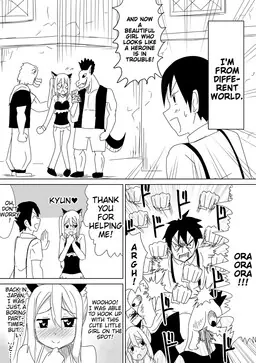 I'M FROM
DIFFE-
RENT
WORLD.
AND NOW
A
BEAUTIFUL
GIRL WHO
LOOKS LIKE
A HEROINE
IS IN
TROUBLE!
ORA
ORA
ORA
!!!
ARGH!
THANK
YOU FOR
HELPING
ME!
KYUN♥
OH,
DON'T
WORRY!
WOOHOO!
I WAS ABLE
TO HOOK
UP WITH
THIS
CUTE LITTLE
GIRL ON
THE SPOT!
BACK IN
JAPAN,
I WAS
JUST A
BORING
PART-
TIMER,
BUT...